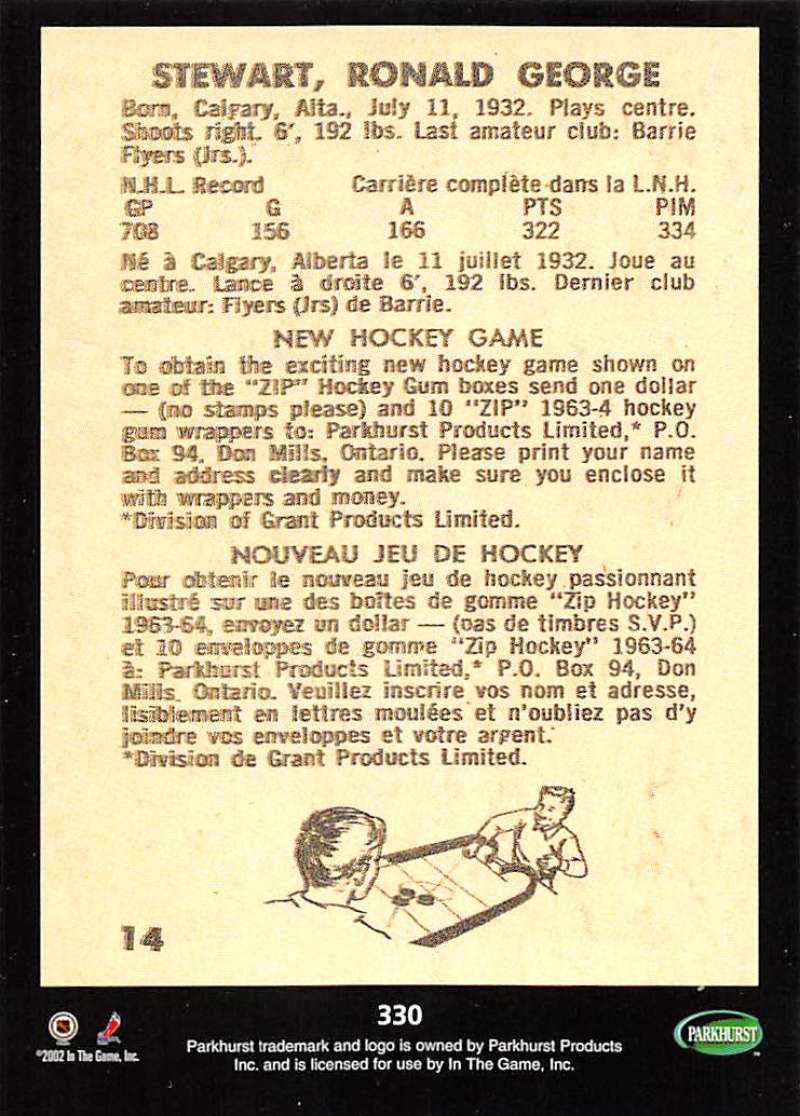 STEWART, RONALD GEORGE
Born, Calgary, Alta., July 11, 1932. Plays centre.
Shoots right. 6', 192 lbs. Last amateur club: Barrie
Flyers (Jrs.).
N.H.L. Record Carrière complète dans la L.N.H.
GP G A PTS PIM
708 156 166 322 334
Né à Calgary, Alberta le 11 juillet 1932. Joue au
centre. Lance à droite 6', 192 lbs. Dernier club
amateur: Flyers (Jrs) de Barrie.
NEW HOCKEY GAME
To obtain the exciting new hockey game shown on
one of the "ZIP" Hockey Gum boxes send one dollar
— (no stamps please) and 10 "ZIP" 1963-4 hockey
gum wrappers to: Parkhurst Products Limited,* P.O.
Box 94, Don Mills, Ontario. Please print your name
and address clearly and make sure you enclose it
with wrappers and money.
*Division of Grant Products Limited.
NOUVEAU JEU DE HOCKEY
Pour obtenir le nouveau jeu de hockey passionnant
illustré sur une des boîtes de gomme "Zip Hockey"
1963-64, envoyez un dollar — (pas de timbres S.V.P.)
et 10 enveloppes de gomme "Zip Hockey" 1963-64
à: Parkhurst Products Limited,* P.O. Box 94, Don
Mills, Ontario. Veuillez inscrire vos nom et adresse,
lisiblement en lettres moulées et n'oubliez pas d'y
joindre vos enveloppes et votre argent.
*Division de Grant Products Limited.
14
330
PARKHURST
©2002 In The Game, Inc.
Parkhurst trademark and logo is owned by Parkhurst Products
Inc. and is licensed for use by In The Game, Inc.